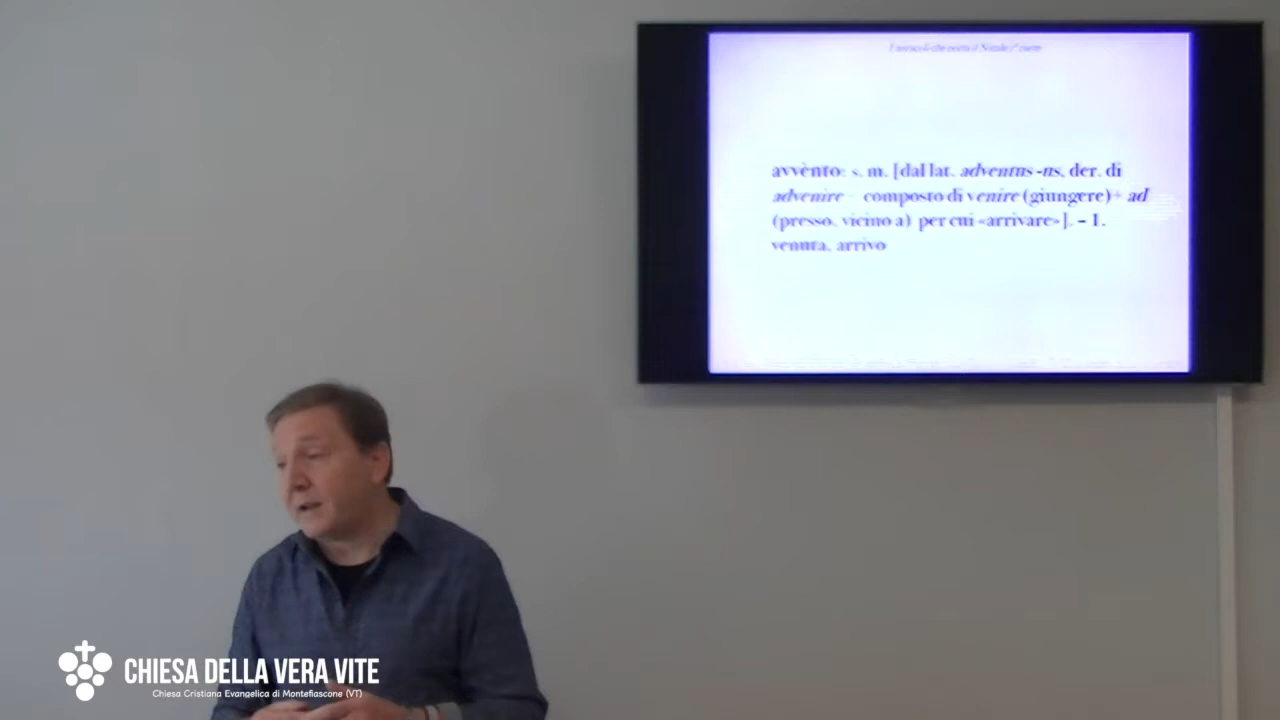 avvènto: s. m. [dal lat. adventus -us, der. di
advenire – composto di venire (giungere) + ad
(presso, vicino a) per cui «arrivare»]. – 1.
venuta, arrivo
CHIESA DELLA VERA VITE
Chiesa Cristiana Evangelica di Montefiascone (VT)